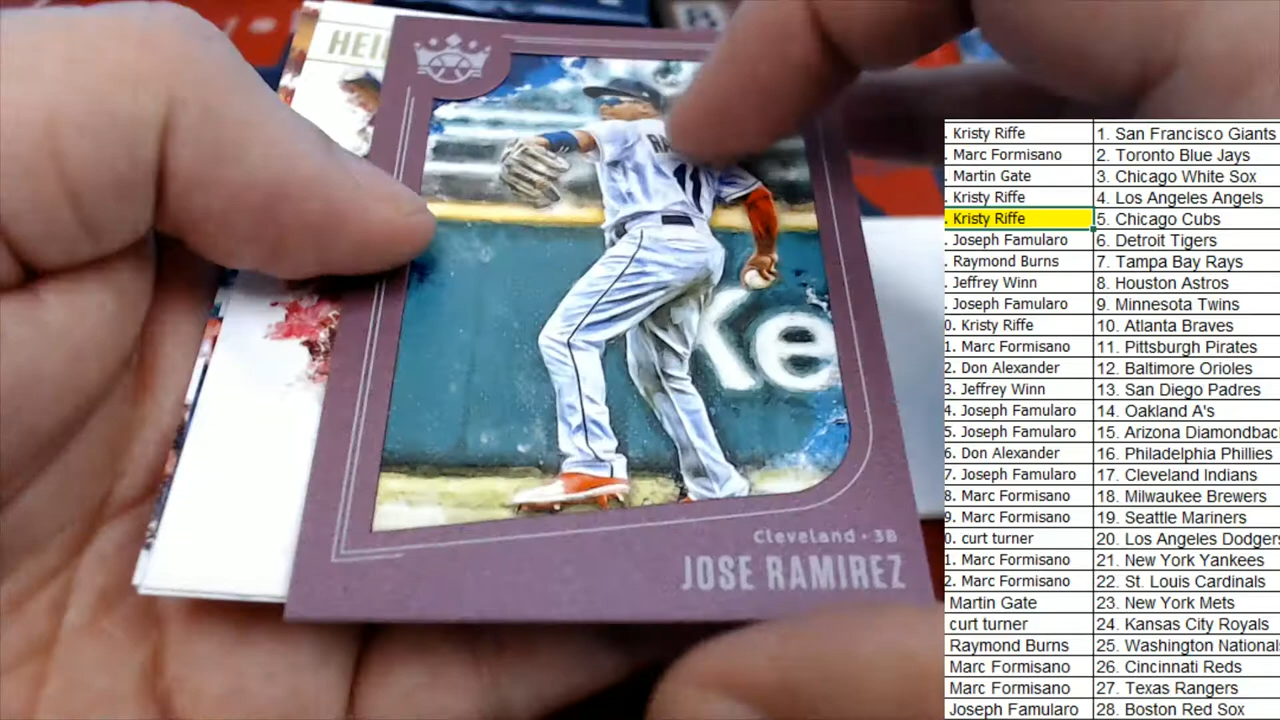 HEI
RA
11
Ke
Cleveland · 3B
JOSE RAMIREZ
. Kristy Riffe 1. San Francisco Giants
. Marc Formisano 2. Toronto Blue Jays
. Martin Gate 3. Chicago White Sox
. Kristy Riffe 4. Los Angeles Angels
. Kristy Riffe 5. Chicago Cubs
. Joseph Famularo 6. Detroit Tigers
. Raymond Burns 7. Tampa Bay Rays
. Jeffrey Winn 8. Houston Astros
. Joseph Famularo 9. Minnesota Twins
0. Kristy Riffe 10. Atlanta Braves
1. Marc Formisano 11. Pittsburgh Pirates
2. Don Alexander 12. Baltimore Orioles
3. Jeffrey Winn 13. San Diego Padres
4. Joseph Famularo 14. Oakland A's
5. Joseph Famularo 15. Arizona Diamondbac
6. Don Alexander 16. Philadelphia Phillies
7. Joseph Famularo 17. Cleveland Indians
8. Marc Formisano 18. Milwaukee Brewers
9. Marc Formisano 19. Seattle Mariners
0. curt turner 20. Los Angeles Dodgers
1. Marc Formisano 21. New York Yankees
2. Marc Formisano 22. St. Louis Cardinals
Martin Gate 23. New York Mets
curt turner 24. Kansas City Royals
Raymond Burns 25. Washington Nationals
Marc Formisano 26. Cincinnati Reds
Marc Formisano 27. Texas Rangers
Joseph Famularo 28. Boston Red Sox